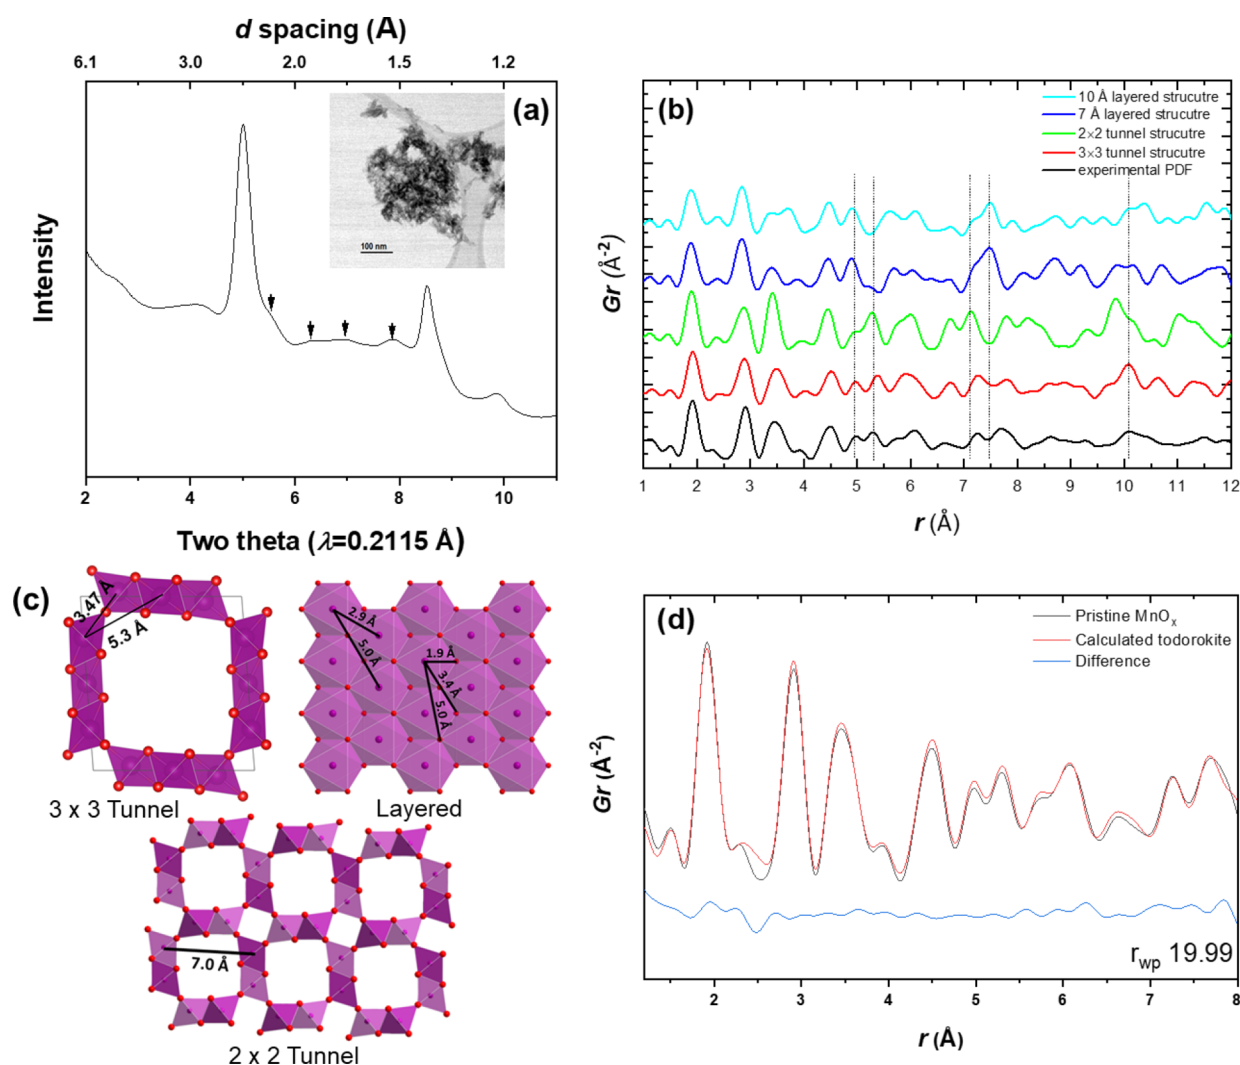 d spacing (Å)
6.1 3.0 2.0 1.5 1.2
(a)
Intensity
100 nm
2 4 6 8 10
Two theta (λ=0.2115 Å)
(b)
10 Å layered strucutre
7 Å layered strucutre
2×2 tunnel strucutre
3×3 tunnel strucutre
experimental PDF
Gr (Å-2)
1 2 3 4 5 6 7 8 9 10 11 12
r (Å)
(c)
3.47 Å
5.3 Å
3 x 3 Tunnel
2.9 Å
5.0 Å
1.9 Å
3.4 Å
5.0 Å
Layered
7.0 Å
2 x 2 Tunnel
(d)
Pristine MnOx
Calculated todorokite
Difference
Gr (Å-2)
rwp 19.99
2 3 4 5 6 7 8
r (Å)